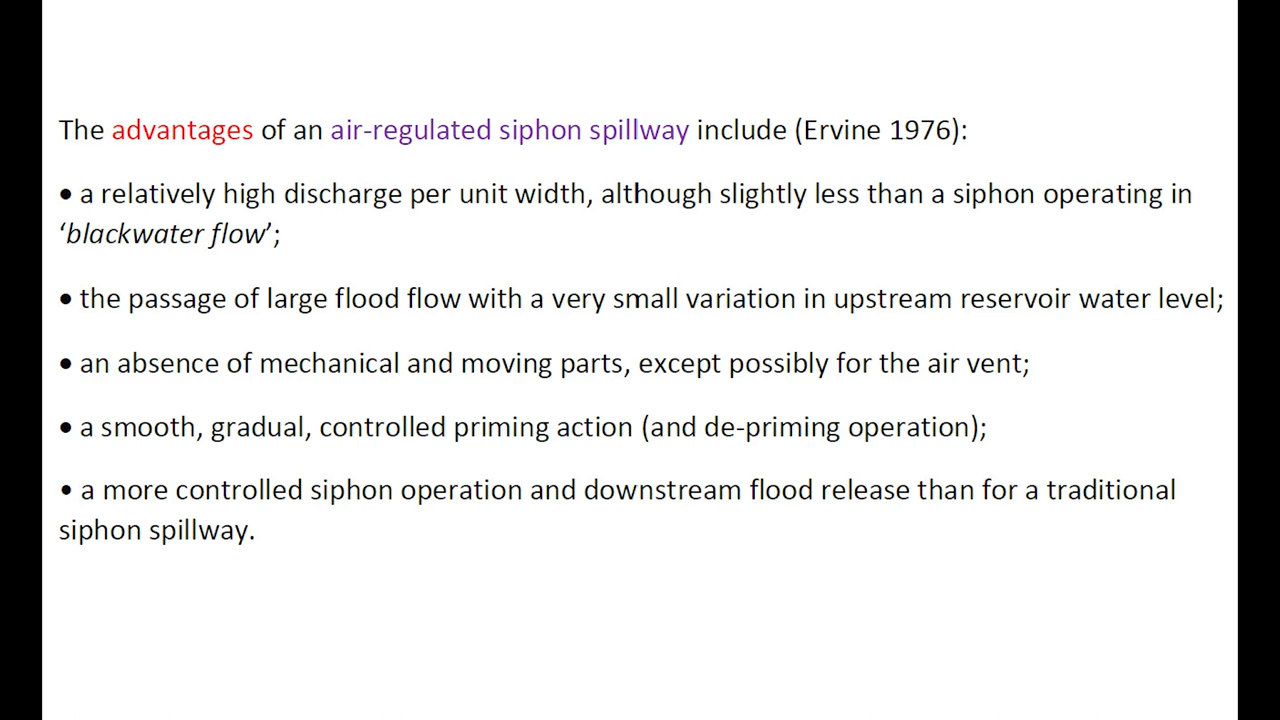 The advantages of an air-regulated siphon spillway include (Ervine 1976):
• a relatively high discharge per unit width, although slightly less than a siphon operating in
‘blackwater flow’;
• the passage of large flood flow with a very small variation in upstream reservoir water level;
• an absence of mechanical and moving parts, except possibly for the air vent;
• a smooth, gradual, controlled priming action (and de-priming operation);
• a more controlled siphon operation and downstream flood release than for a traditional
siphon spillway.